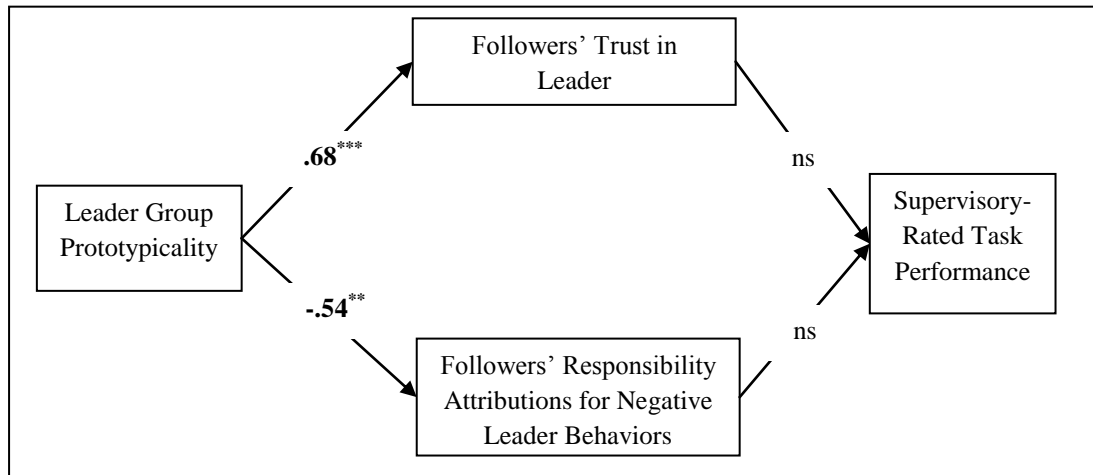 Followers’ Trust in
Leader
.68***
ns
Leader Group
Prototypicality
Supervisory-
Rated Task
Performance
-.54**
ns
Followers’ Responsibility
Attributions for Negative
Leader Behaviors